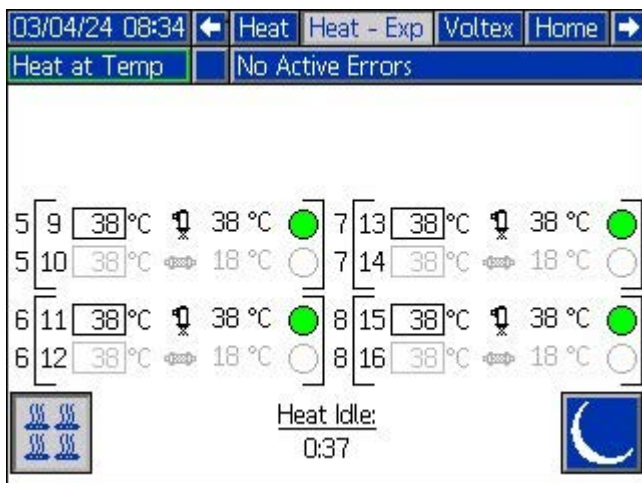 03/04/24 08:34 Heat Heat - Exp Voltex Home
Heat at Temp No Active Errors
5 9 38 °C 38 °C 7 13 38 °C 38 °C
5 10 38 °C 18 °C 7 14 38 °C 18 °C
6 11 38 °C 38 °C 8 15 38 °C 38 °C
6 12 38 °C 18 °C 8 16 38 °C 18 °C
Heat Idle:
0:37